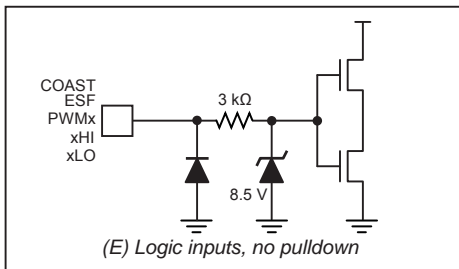 COAST
ESF
PWMx
xHI
xLO
3 kΩ
8.5 V
(E) Logic inputs, no pulldown